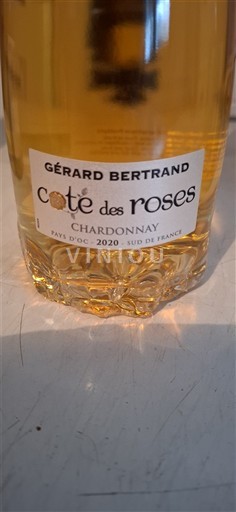 GÉRARD BERTRAND
cote des roses
CHARDONNAY
PAYS D'OC - 2020 - SUD DE FRANCE
VINIOU